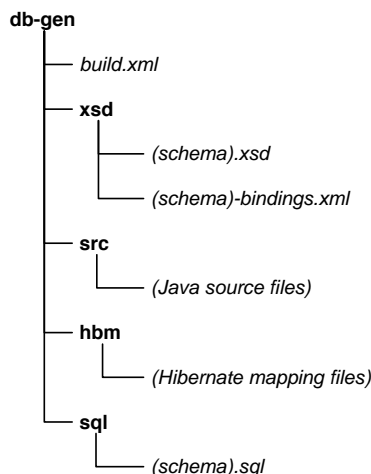 db-gen
build.xml
xsd
(schema).xsd
(schema)-bindings.xml
src
(Java source files)
hbm
(Hibernate mapping files)
sql
(schema).sql